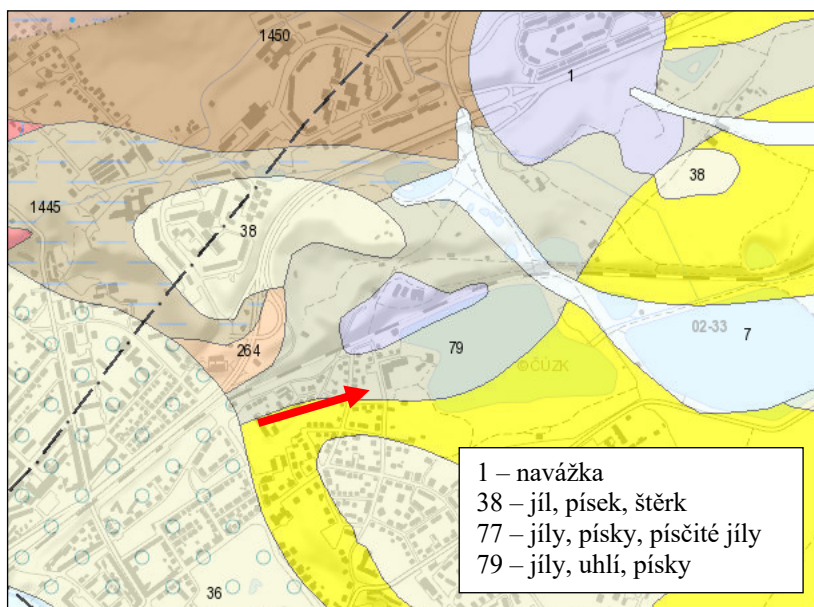 1450
1
38
1445
38
264
79
02-33
7
©ČÚZK
36
1 – navážka
38 – jíl, písek, štěrk
77 – jíly, písky, písčité jíly
79 – jíly, uhlí, písky